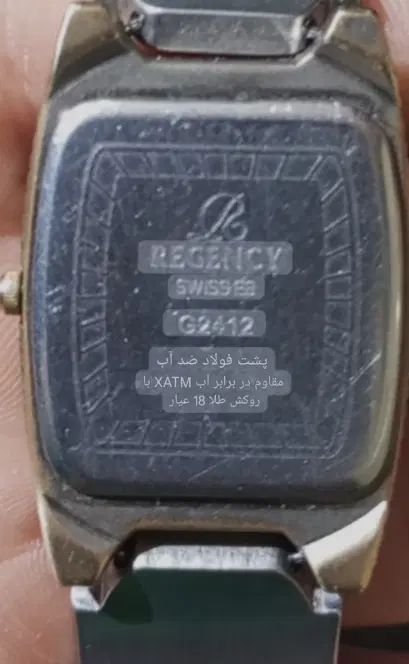 R
REGENCY
SWISS EB
G2412
پشت فولاد ضد آب
مقاوم در برابر آب XATM با
روکش طلا 18 عیار